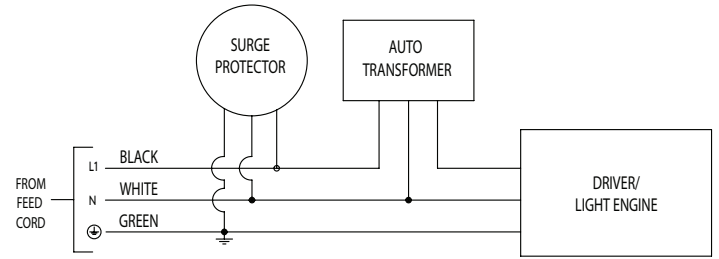 SURGE
PROTECTOR
AUTO
TRANSFORMER
L1 BLACK
FROM
FEED
CORD
N WHITE
GREEN
DRIVER/
LIGHT ENGINE